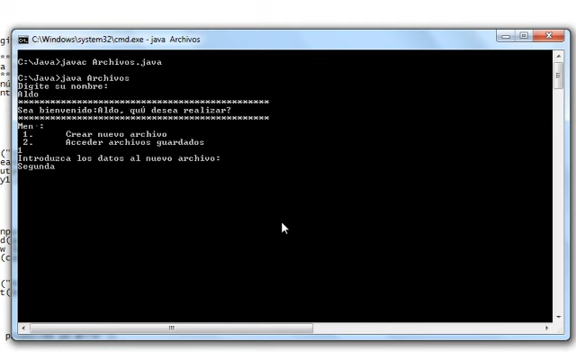 C:\Windows\system32\cmd.exe - java Archivos
C:\Java>javac Archivos.java
C:\Java>java Archivos
Digite su nombre:
Aldo
**************************************************
Sea bienvenido:Aldo, quÚ desea realizar?
**************************************************
Men·:
1. Crear nuevo archivo
2. Acceder archivos guardados
1
Introduzca los datos al nuevo archivo:
Segunda